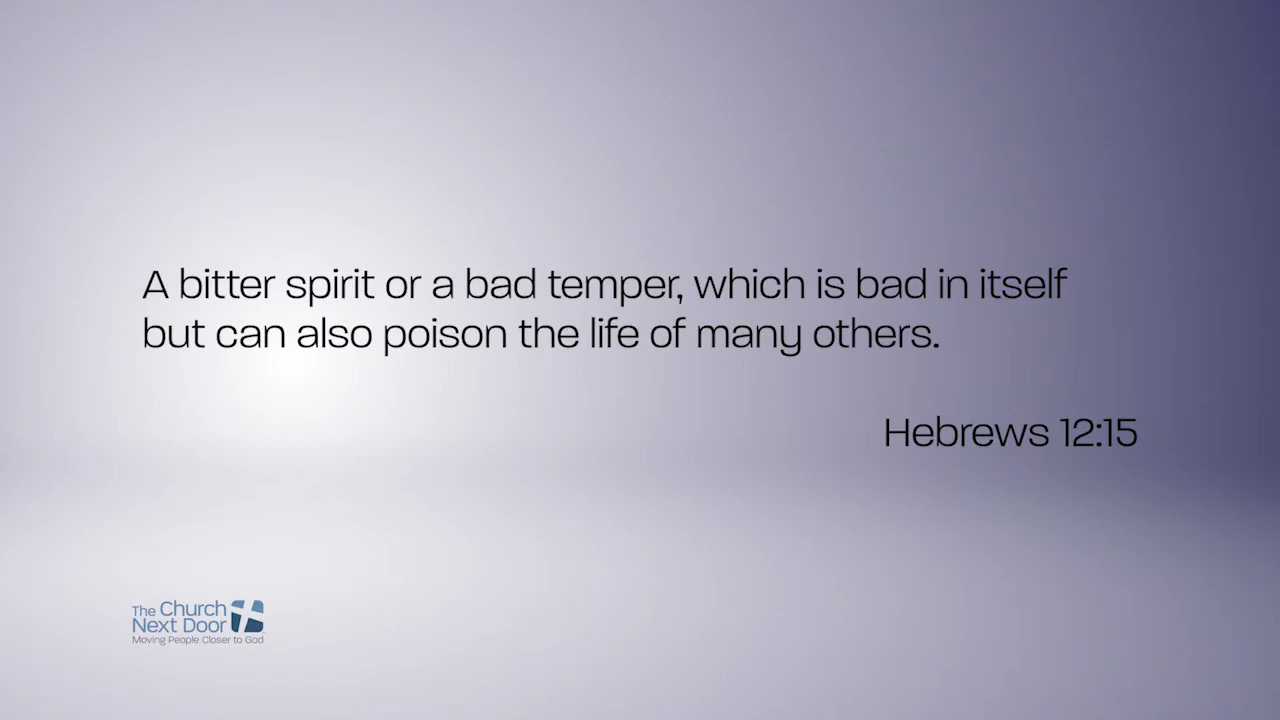 A bitter spirit or a bad temper, which is bad in itself
but can also poison the life of many others.
Hebrews 12:15
The Church
Next Door
Moving People Closer to God